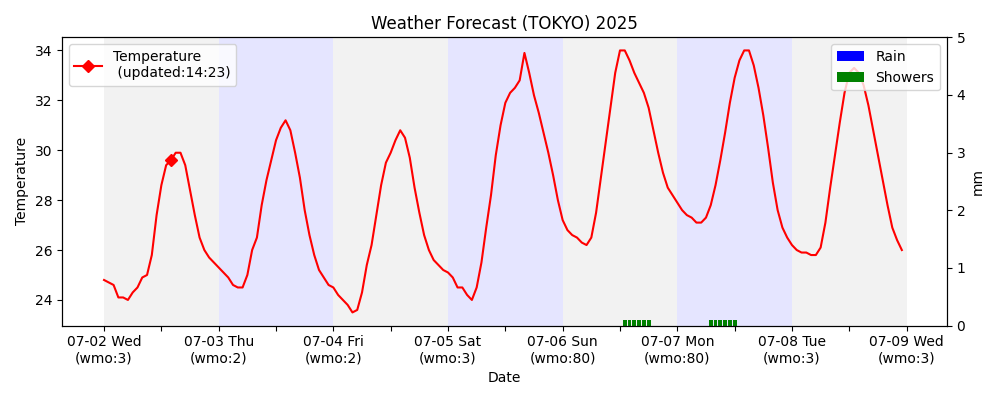 Weather Forecast (TOKYO) 2025
Temperature
(updated:14:23)
Rain
Showers
34
32
30
28
26
24
Temperature
5
4
3
2
1
0
mm
07-02 Wed
(wmo:3)
07-03 Thu
(wmo:2)
07-04 Fri
(wmo:2)
07-05 Sat
(wmo:3)
07-06 Sun
(wmo:80)
07-07 Mon
(wmo:80)
07-08 Tue
(wmo:3)
07-09 Wed
(wmo:3)
Date